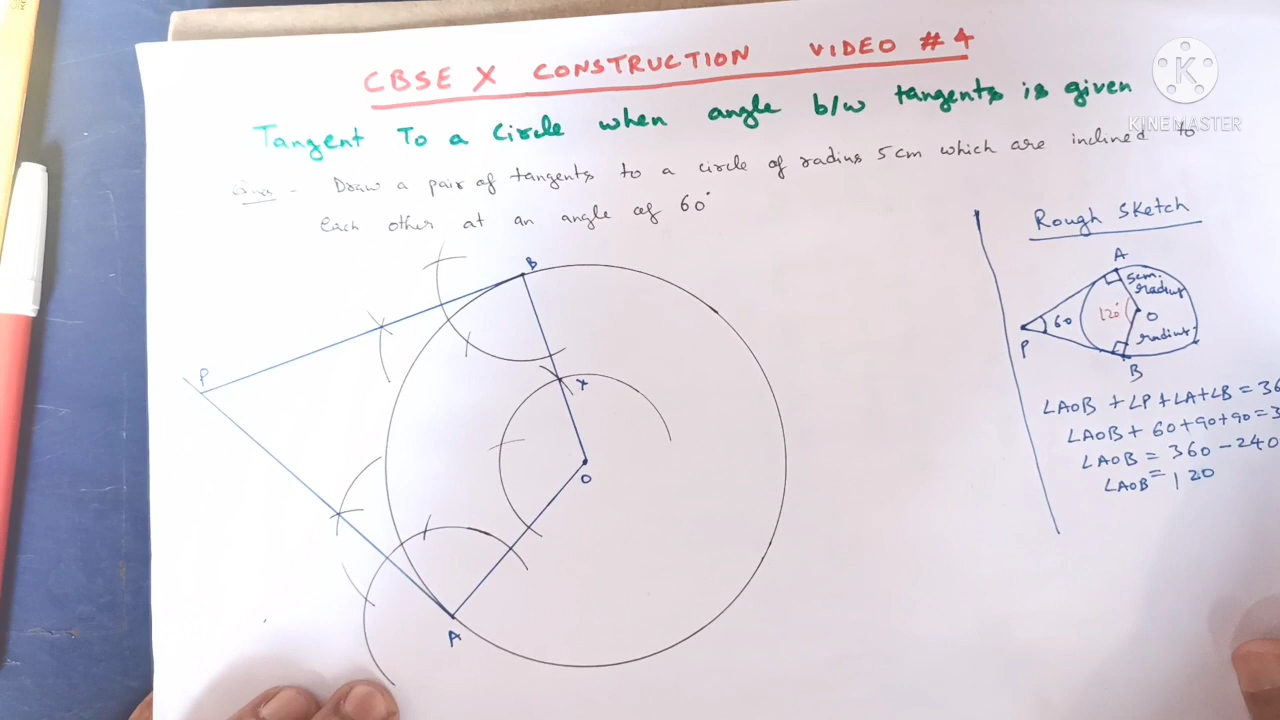 CBSE X CONSTRUCTION VIDEO #4
Tangent To a Circle when angle b/w tangents is given
K
KINEMASTER
Draw a pair of tangents to a circle of radius 5cm which are inclined to
Each other at an angle of 60°
B
P
X
O
A
Rough Sketch
A
5cm.
radius
60
120°
O
radius
P
B
∠AOB + ∠P + ∠A + ∠B = 36
∠AOB + 60+90+90 = 3
∠AOB = 360 - 240
∠AOB = 120